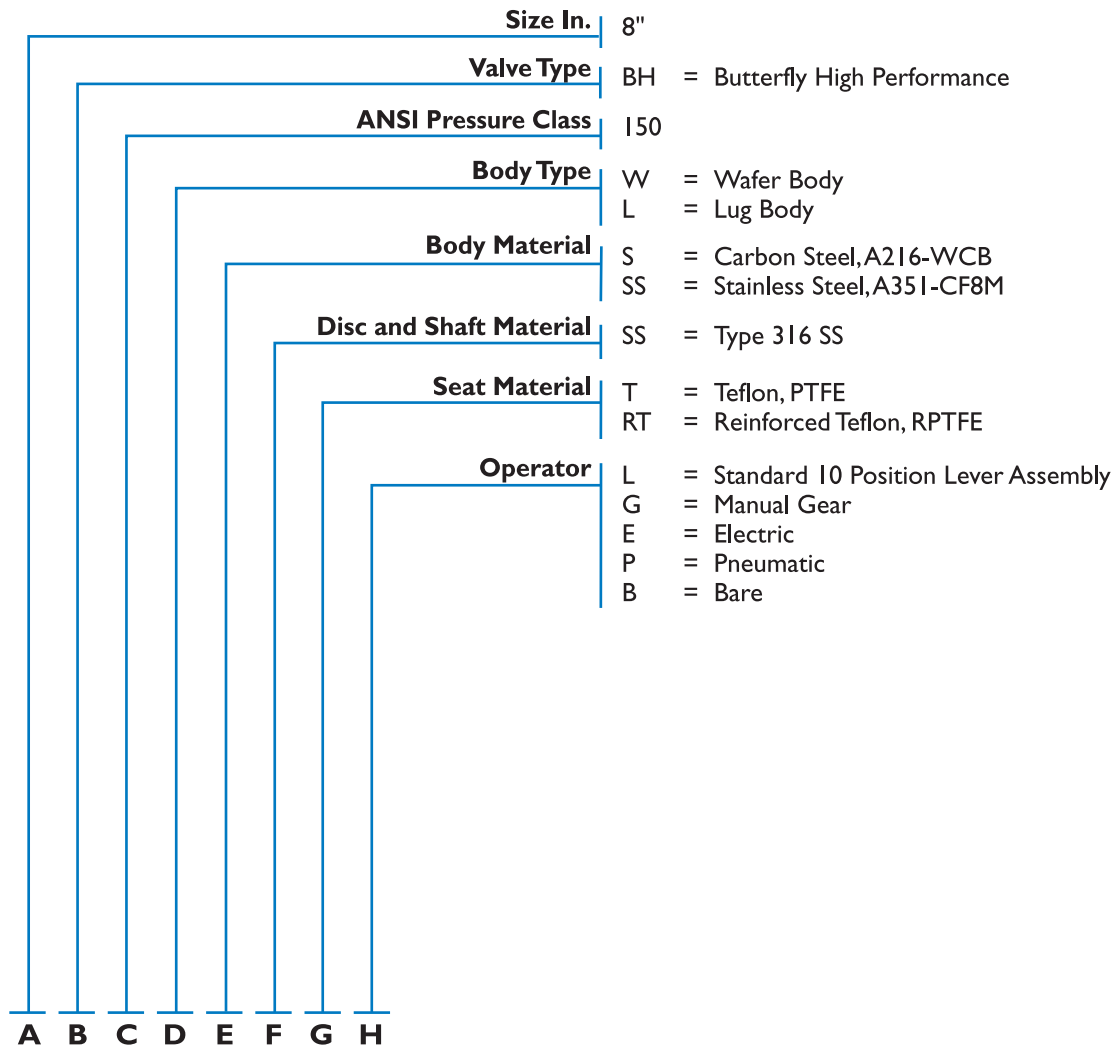 Size In. 8"
Valve Type BH = Butterfly High Performance
ANSI Pressure Class 150
Body Type W = Wafer Body
L = Lug Body
Body Material S = Carbon Steel, A216-WCB
SS = Stainless Steel, A351-CF8M
Disc and Shaft Material SS = Type 316 SS
Seat Material T = Teflon, PTFE
RT = Reinforced Teflon, RPTFE
Operator L = Standard 10 Position Lever Assembly
G = Manual Gear
E = Electric
P = Pneumatic
B = Bare
A B C D E F G H